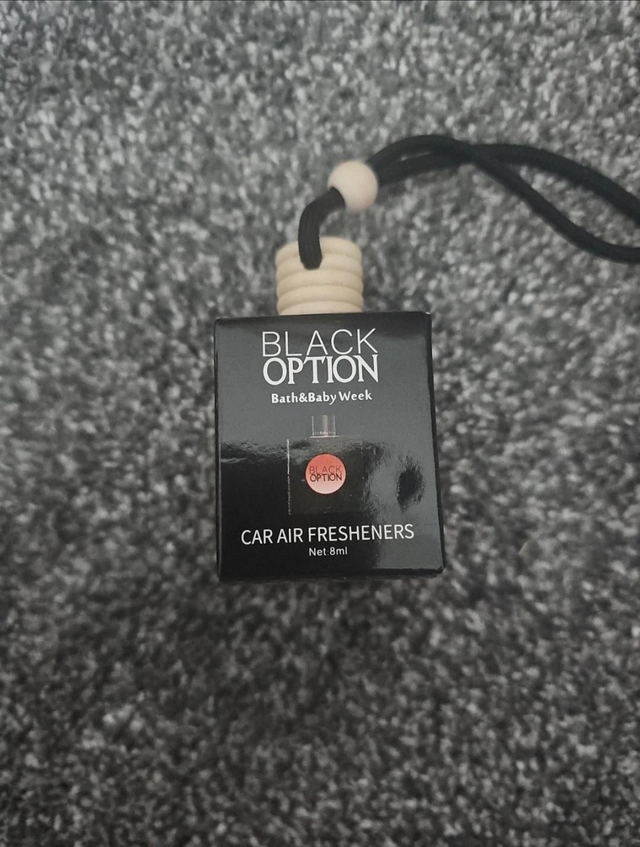 BLACK
OPTION
Bath&Baby Week
BLACK
OPTION
CAR AIR FRESHENERS
Net:8ml